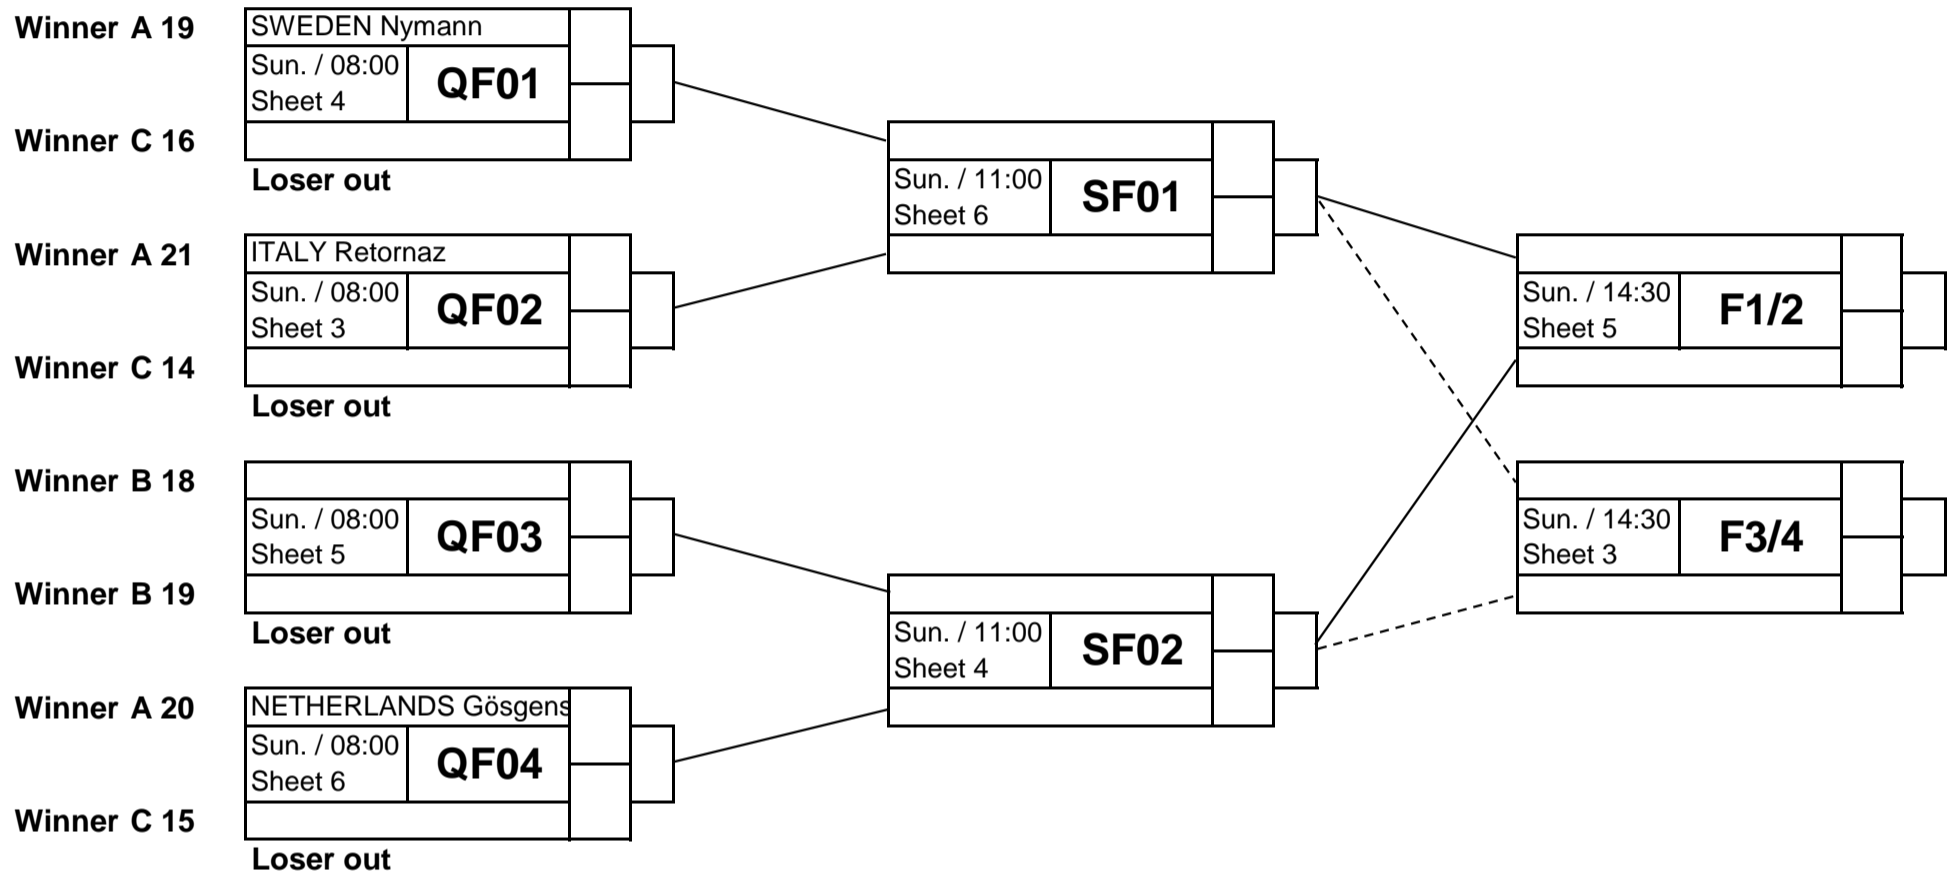 Winner A 19
SWEDEN Nymann
Sun. / 08:00
Sheet 4
QF01
Winner C 16
Loser out
Winner A 21
ITALY Retornaz
Sun. / 08:00
Sheet 3
QF02
Winner C 14
Loser out
Winner B 18
Sun. / 08:00
Sheet 5
QF03
Winner B 19
Loser out
Winner A 20
NETHERLANDS Gösgens
Sun. / 08:00
Sheet 6
QF04
Winner C 15
Loser out
Sun. / 11:00
Sheet 6
SF01
Sun. / 11:00
Sheet 4
SF02
Sun. / 14:30
Sheet 5
F1/2
Sun. / 14:30
Sheet 3
F3/4